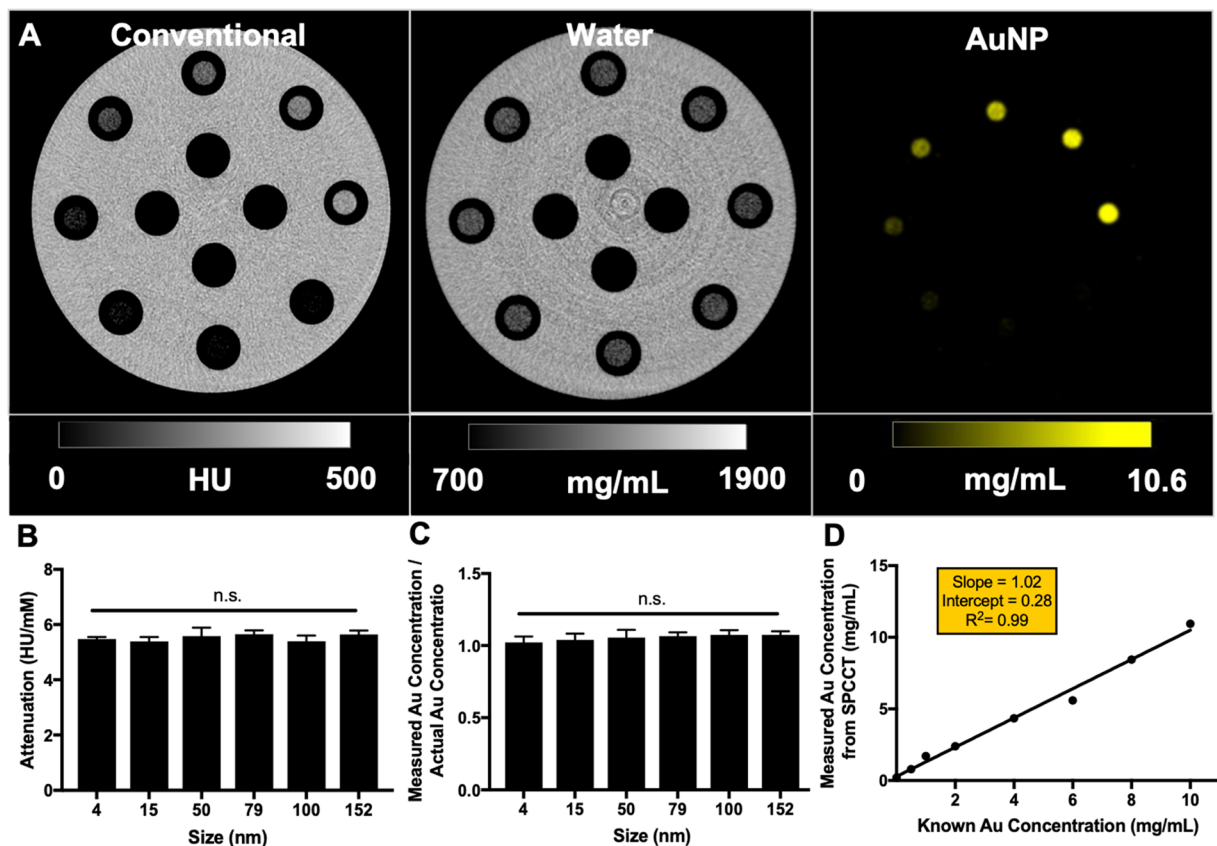 A
Conventional
Water
AuNP
0 HU 500
700 mg/mL 1900
0 mg/mL 10.6
B
Attenuation (HU/mM)
8
6
4
2
0
n.s.
4 15 50 79 100 152
Size (nm)
C
Measured Au Concentration /
Actual Au Concentratio
1.5
1.0
0.5
0.0
n.s.
4 15 50 79 100 152
Size (nm)
D
Measured Au Concentration
from SPCCT (mg/mL)
15
10
5
0
Slope = 1.02
Intercept = 0.28
R²= 0.99
2 4 6 8 10
Known Au Concentration (mg/mL)